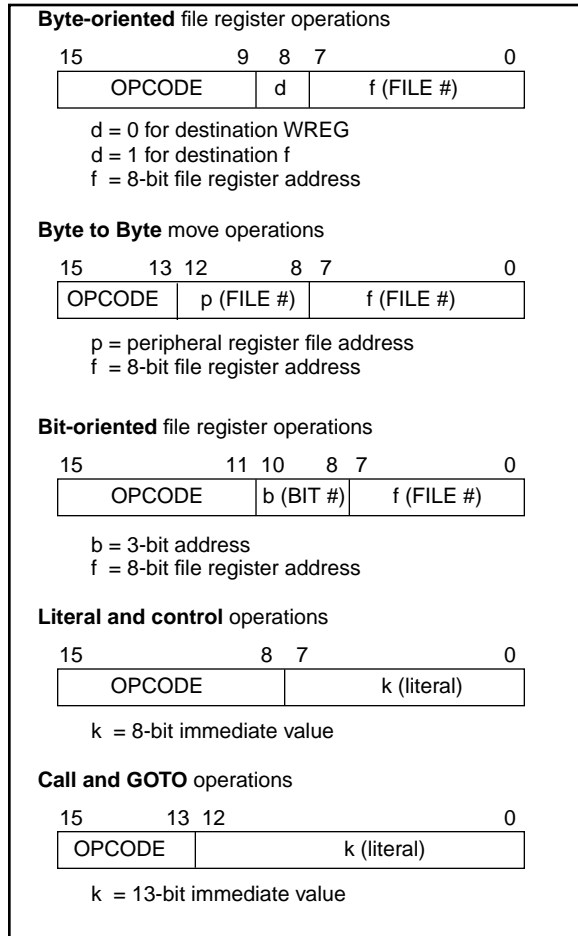 Byte-oriented file register operations
15 9 8 7 0
OPCODE d f (FILE #)
d = 0 for destination WREG
d = 1 for destination f
f = 8-bit file register address
Byte to Byte move operations
15 13 12 8 7 0
OPCODE p (FILE #) f (FILE #)
p = peripheral register file address
f = 8-bit file register address
Bit-oriented file register operations
15 11 10 8 7 0
OPCODE b (BIT #) f (FILE #)
b = 3-bit address
f = 8-bit file register address
Literal and control operations
15 8 7 0
OPCODE k (literal)
k = 8-bit immediate value
Call and GOTO operations
15 13 12 0
OPCODE k (literal)
k = 13-bit immediate value